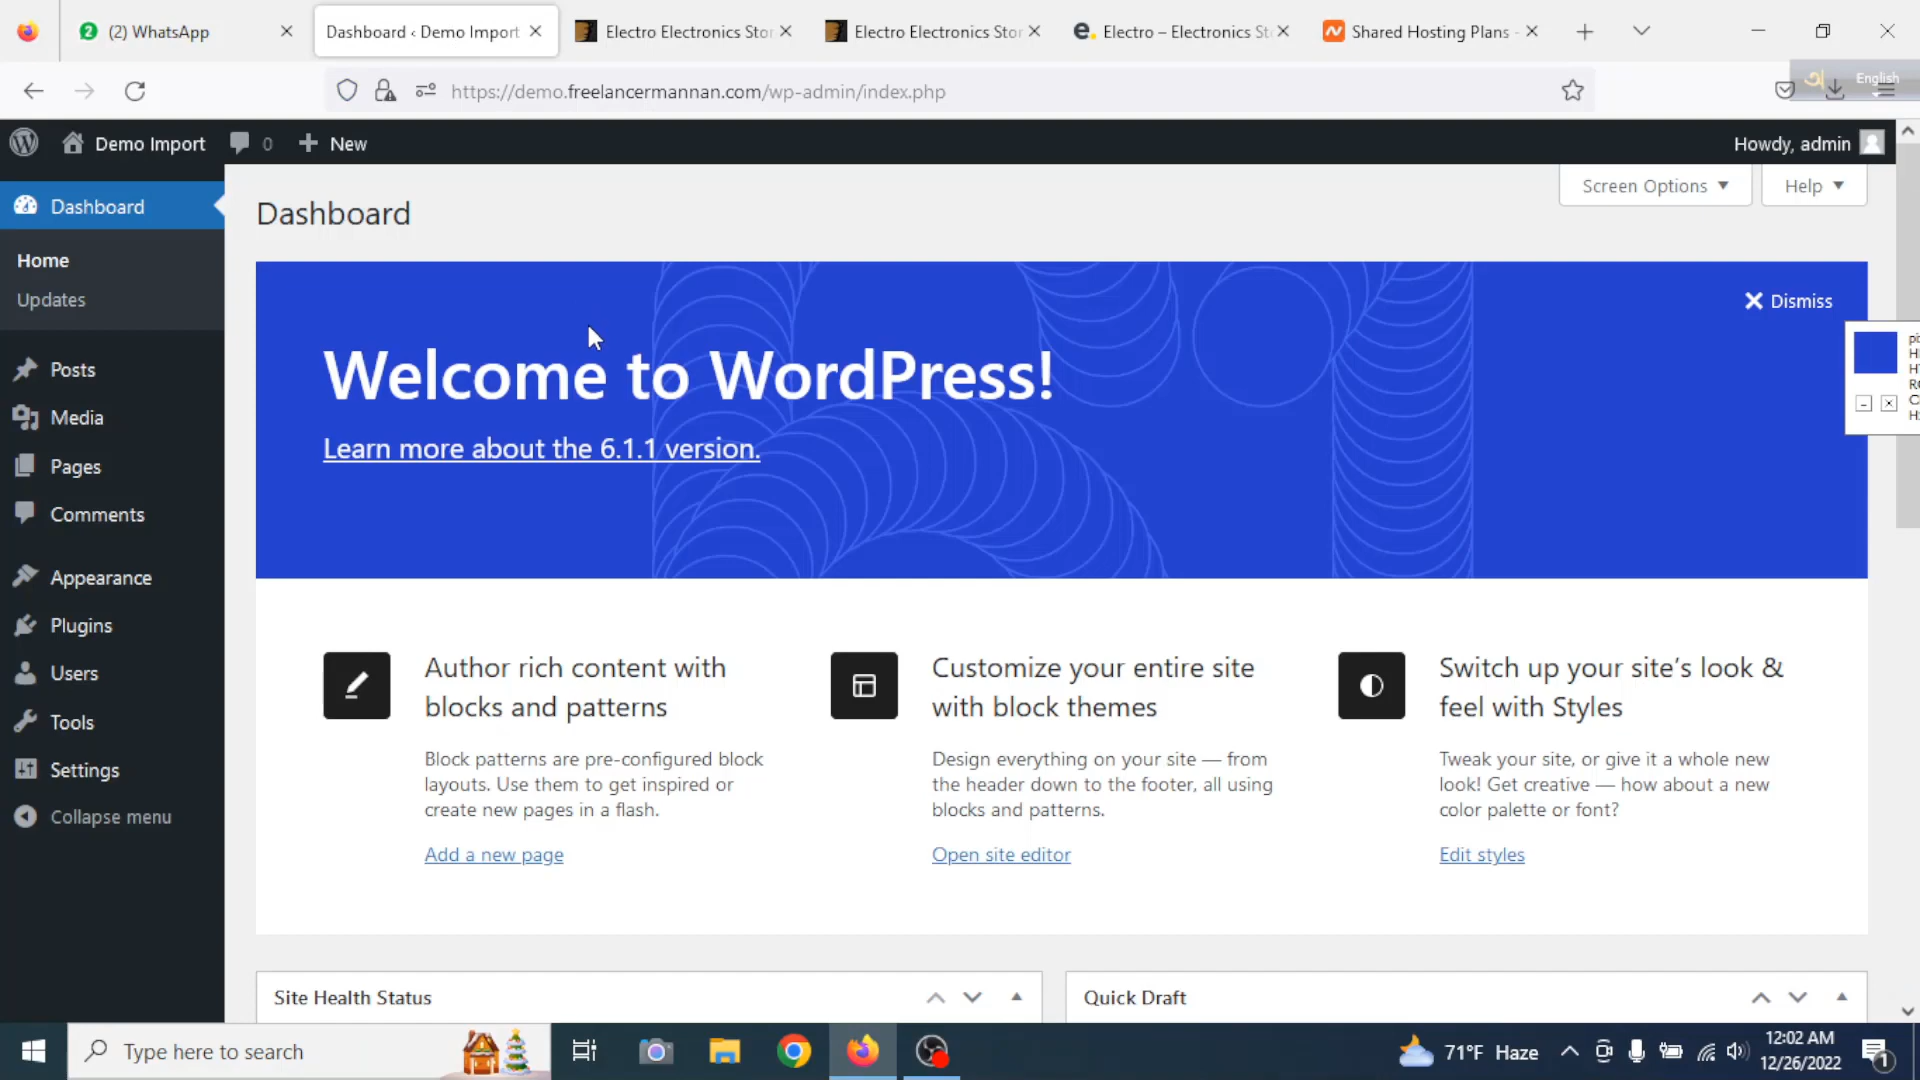 (2) WhatsApp
Dashboard ‹ Demo Import
Electro Electronics Stor
Electro Electronics Stor
Electro – Electronics St
Shared Hosting Plans -
https://demo.freelancermannan.com/wp-admin/index.php
English
Demo Import
0
New
Howdy, admin
Dashboard
Screen Options
Help
Dashboard
Home
Updates
Dismiss
Welcome to WordPress!
Learn more about the 6.1.1 version.
Posts
Media
Pages
Comments
Appearance
Plugins
Users
Tools
Settings
Collapse menu
Author rich content with
blocks and patterns
Block patterns are pre-configured block
layouts. Use them to get inspired or
create new pages in a flash.
Add a new page
Customize your entire site
with block themes
Design everything on your site — from
the header down to the footer, all using
blocks and patterns.
Open site editor
Switch up your site’s look &
feel with Styles
Tweak your site, or give it a whole new
look! Get creative — how about a new
color palette or font?
Edit styles
Site Health Status
Quick Draft
Type here to search
71°F Haze
12:02 AM
12/26/2022
1